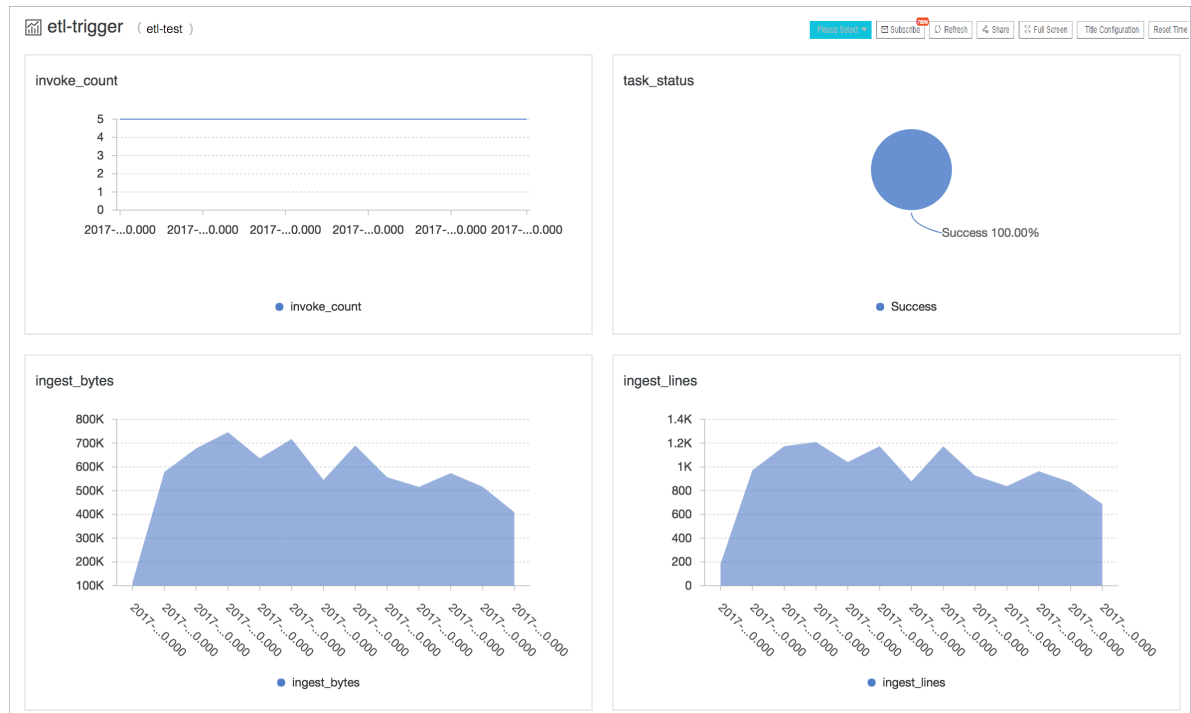 etl-trigger ( etl-test )
Please Select ▼ Subscribe new Refresh Share Full Screen Title Configuration Reset Time
invoke_count
5
4
3
2
1
0
2017-...0.000 2017-...0.000 2017-...0.000 2017-...0.000 2017-...0.000 2017-...0.000
invoke_count
task_status
Success 100.00%
Success
ingest_bytes
800K
700K
600K
500K
400K
300K
200K
100K
2017-...0.000 2017-...0.000 2017-...0.000 2017-...0.000 2017-...0.000 2017-...0.000 2017-...0.000 2017-...0.000 2017-...0.000 2017-...0.000 2017-...0.000 2017-...0.000 2017-...0.000
ingest_bytes
ingest_lines
1.4K
1.2K
1K
800
600
400
200
0
2017-...0.000 2017-...0.000 2017-...0.000 2017-...0.000 2017-...0.000 2017-...0.000 2017-...0.000 2017-...0.000 2017-...0.000 2017-...0.000 2017-...0.000 2017-...0.000 2017-...0.000
ingest_lines